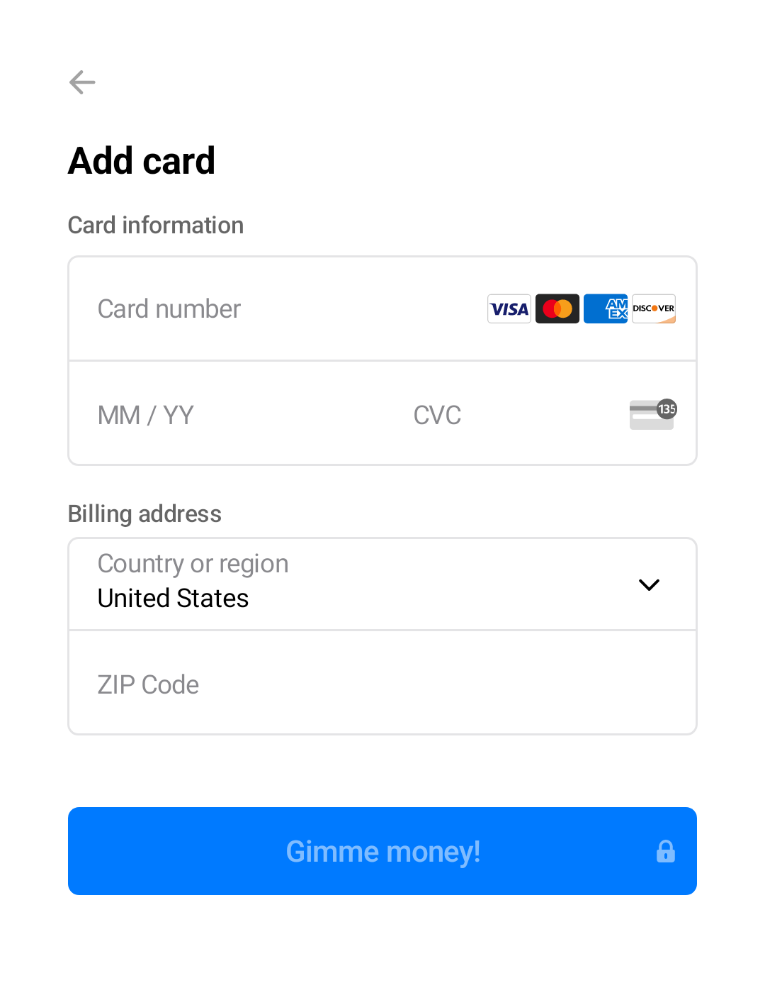 Add card
Card information
Card number VISA AMEX DISCOVER
MM / YY CVC 135
Billing address
Country or region
United States
ZIP Code
Gimme money!